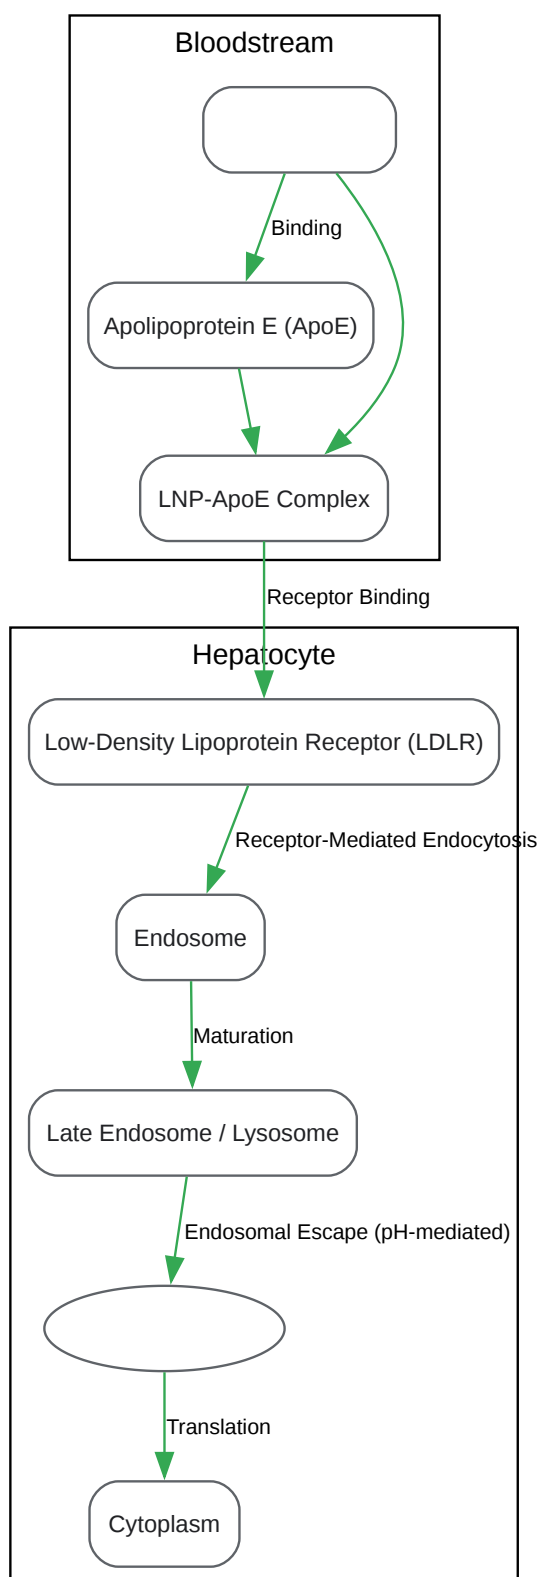 Bloodstream
Binding
Apolipoprotein E (ApoE)
LNP-ApoE Complex
Receptor Binding
Hepatocyte
Low-Density Lipoprotein Receptor (LDLR)
Receptor-Mediated Endocytosis
Endosome
Maturation
Late Endosome / Lysosome
Endosomal Escape (pH-mediated)
Translation
Cytoplasm